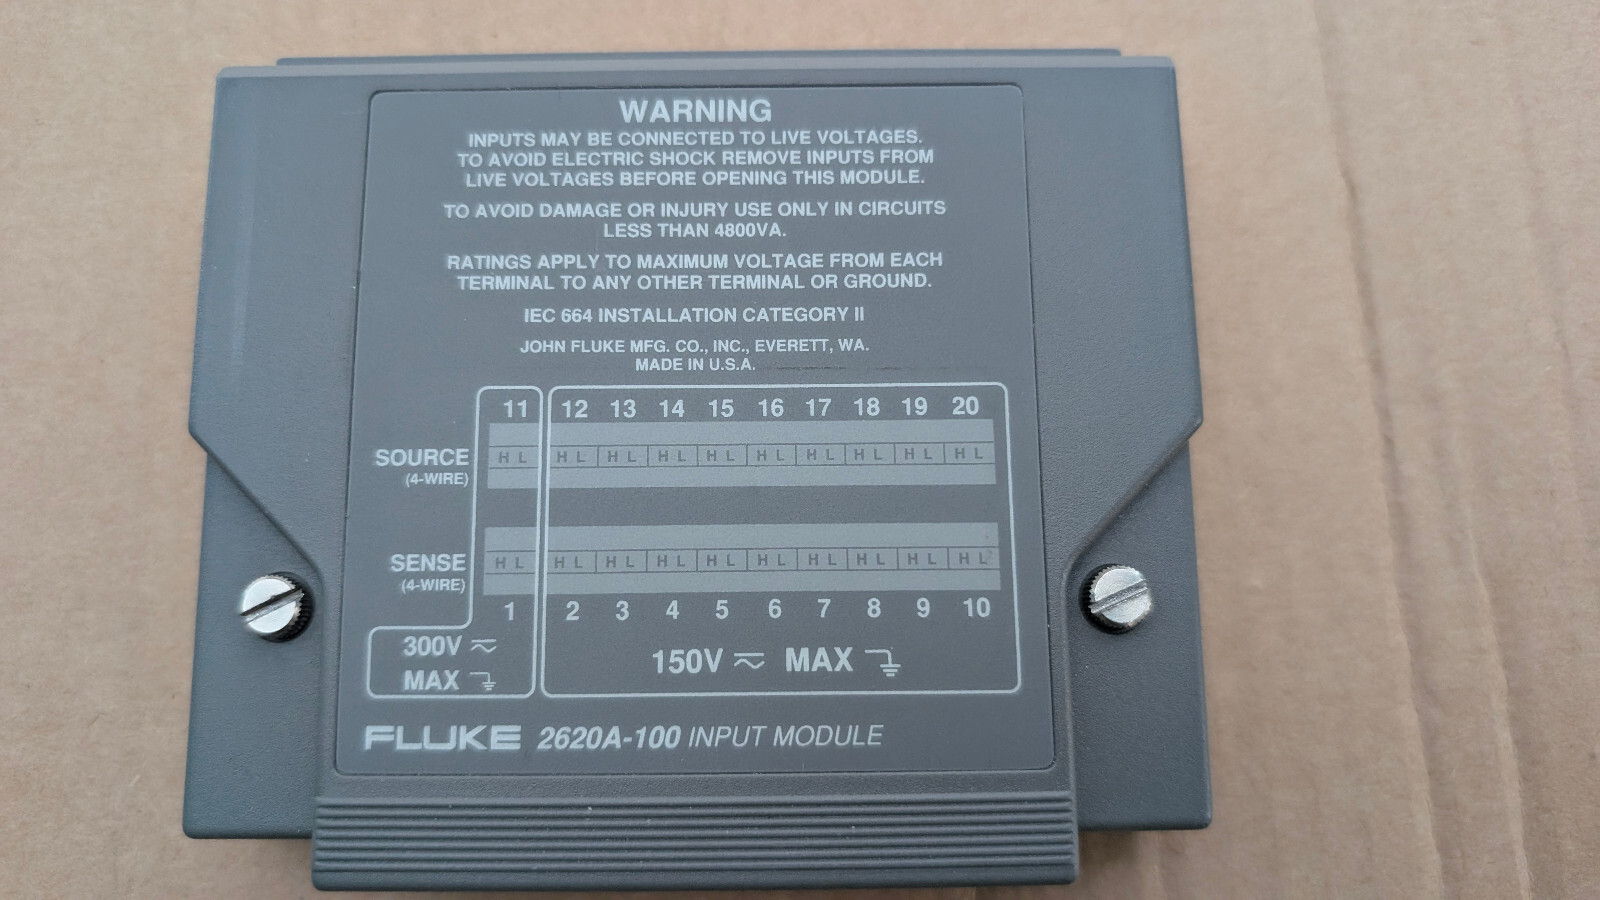 WARNING
INPUTS MAY BE CONNECTED TO LIVE VOLTAGES.
TO AVOID ELECTRIC SHOCK REMOVE INPUTS FROM
LIVE VOLTAGES BEFORE OPENING THIS MODULE.
TO AVOID DAMAGE OR INJURY USE ONLY IN CIRCUITS
LESS THAN 4800VA.
RATINGS APPLY TO MAXIMUM VOLTAGE FROM EACH
TERMINAL TO ANY OTHER TERMINAL OR GROUND.
IEC 664 INSTALLATION CATEGORY II
JOHN FLUKE MFG. CO., INC., EVERETT, WA.
MADE IN U.S.A.
11 12 13 14 15 16 17 18 19 20
SOURCE H L H L H L H L H L H L H L H L H L H L
(4-WIRE)
SENSE H L H L H L H L H L H L H L H L H L H L
(4-WIRE)
1 2 3 4 5 6 7 8 9 10
300V
MAX
150V MAX
FLUKE 2620A-100 INPUT MODULE